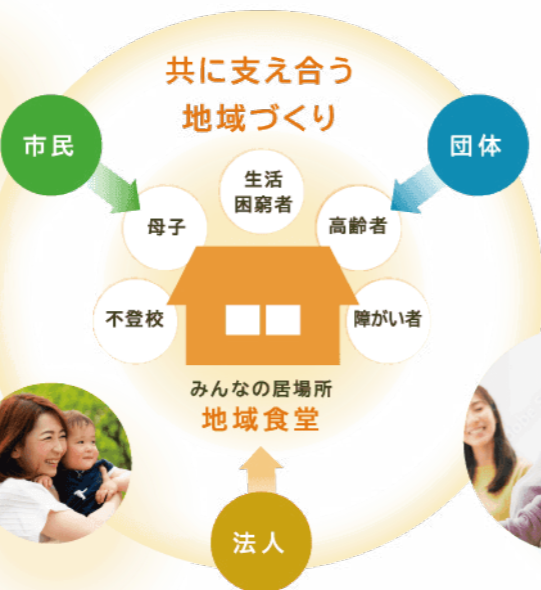 共に支え合う
地域づくり
市民
団体
生活
困窮者
母子
高齢者
不登校
障がい者
みんなの居場所
地域食堂
法人